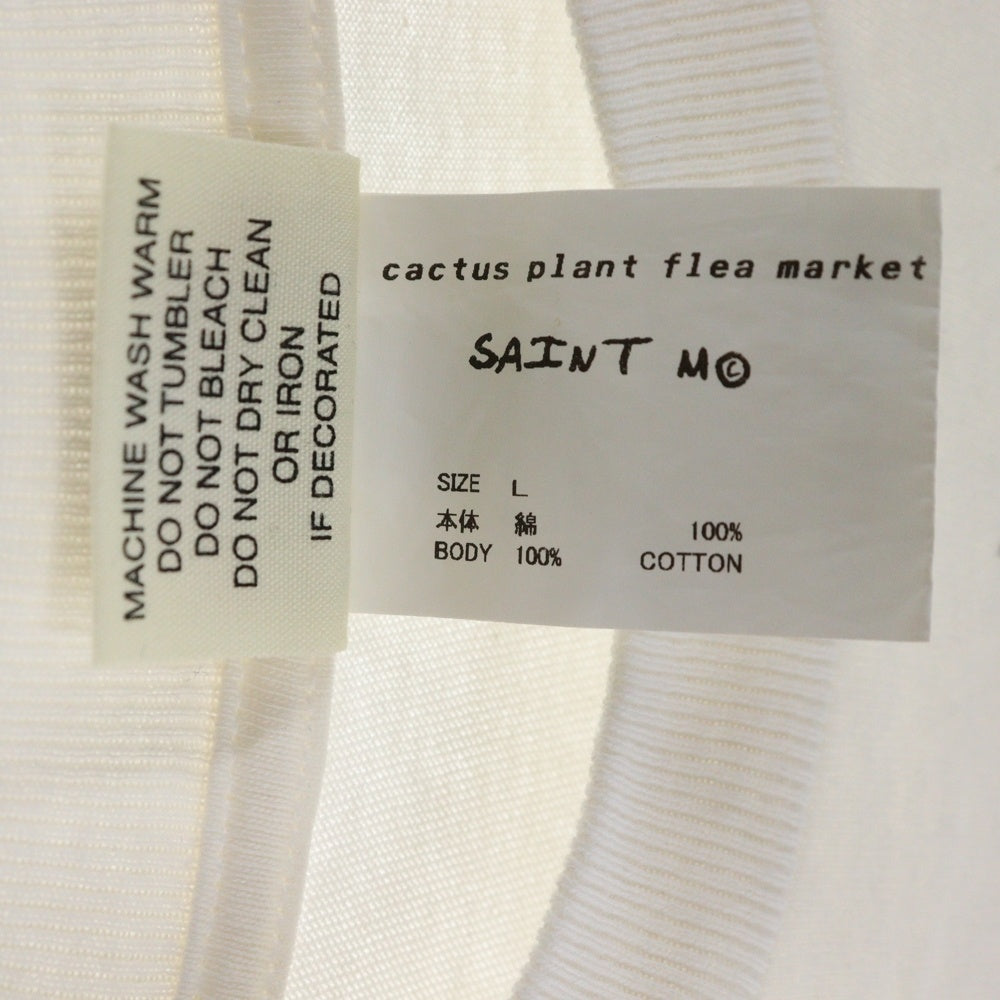 MACHINE WASH WARM
DO NOT TUMBLER
DO NOT BLEACH
DO NOT DRY CLEAN
OR IRON
IF DECORATED
cactus plant flea market
SAINT M©
SIZE L
本体 綿 100%
BODY 100% COTTON